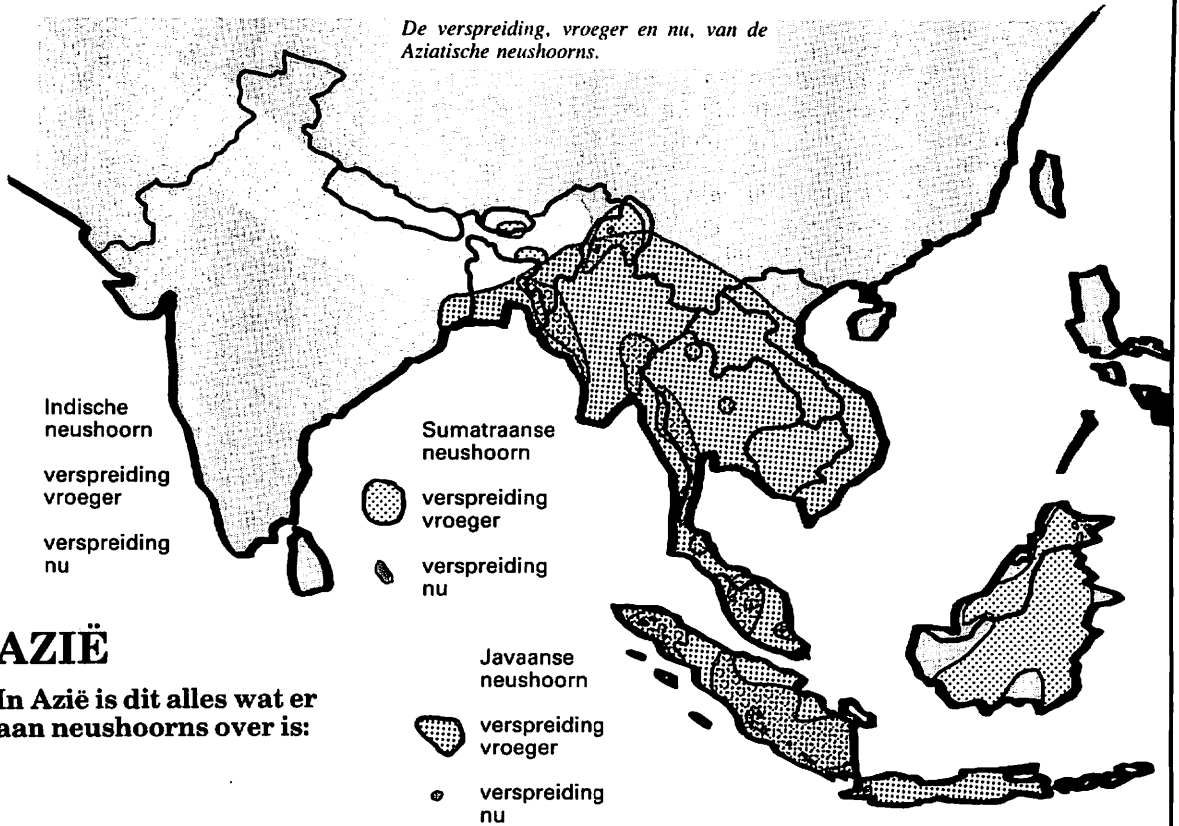 De verspreiding, vroeger en nu, van de
Aziatische neushoorns.
Indische
neushoorn
verspreiding
vroeger
verspreiding
nu
Sumatraanse
neushoorn
verspreiding
vroeger
verspreiding
nu
AZIË
In Azië is dit alles wat er
aan neushoorns over is:
Javaanse
neushoorn
verspreiding
vroeger
verspreiding
nu